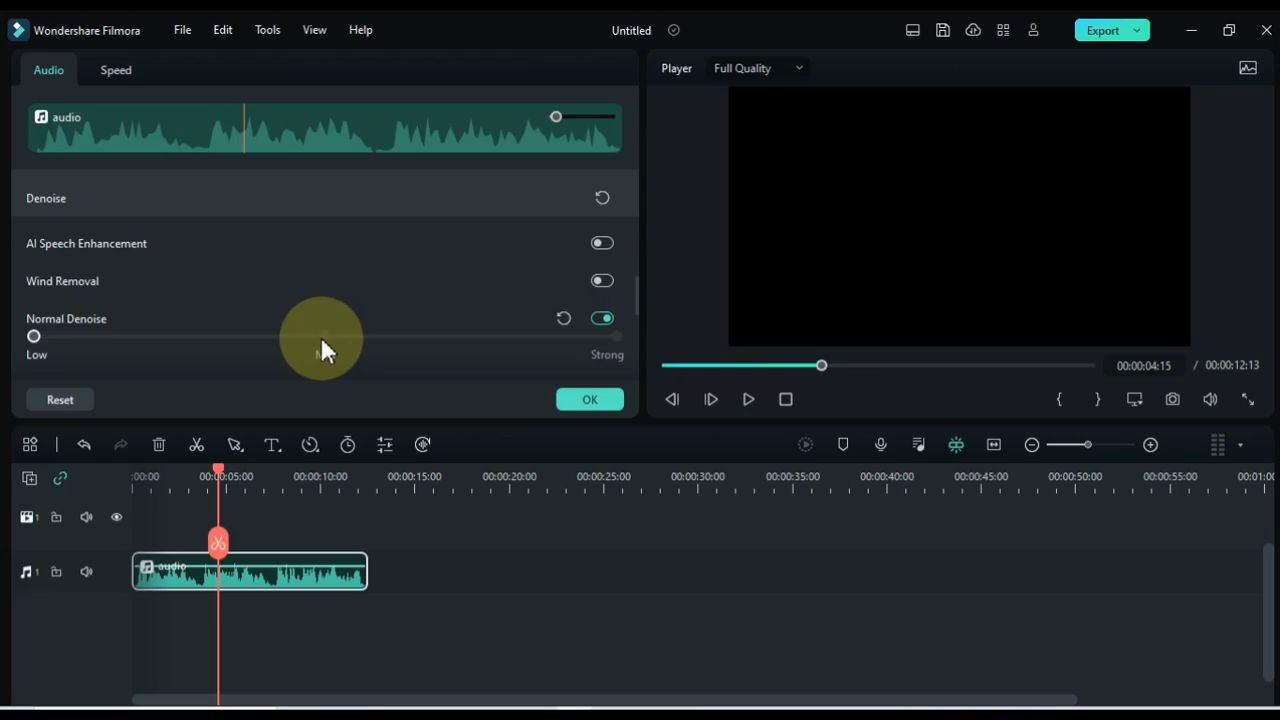 Wondershare Filmora
File
Edit
Tools
View
Help
Untitled
Export
Audio
Speed
Player
Full Quality
audio
Denoise
AI Speech Enhancement
Wind Removal
Normal Denoise
Low
Strong
Reset
OK
00:00:04:15 / 00:00:12:13
:00:00 00:00:05:00 00:00:10:00 00:00:15:00 00:00:20:00 00:00:25:00 00:00:30:00 00:00:35:00 00:00:40:00 00:00:45:00 00:00:50:00 00:00:55:00 00:01:0
1
1
audio